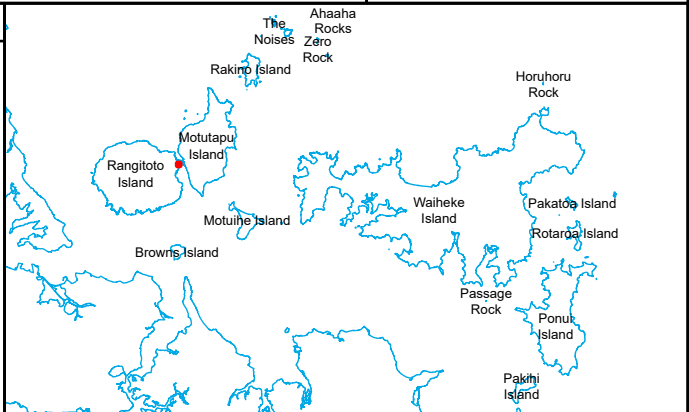 The
Noises
Ahaaha
Rocks
Zero
Rock
Rakino Island
Horuhoru
Rock
Motutapu
Island
Rangitoto
Island
Waiheke
Island
Pakatoa Island
Motuihe Island
Rotaroa Island
Browns Island
Passage
Rock
Ponui
Island
Pakihi
Island